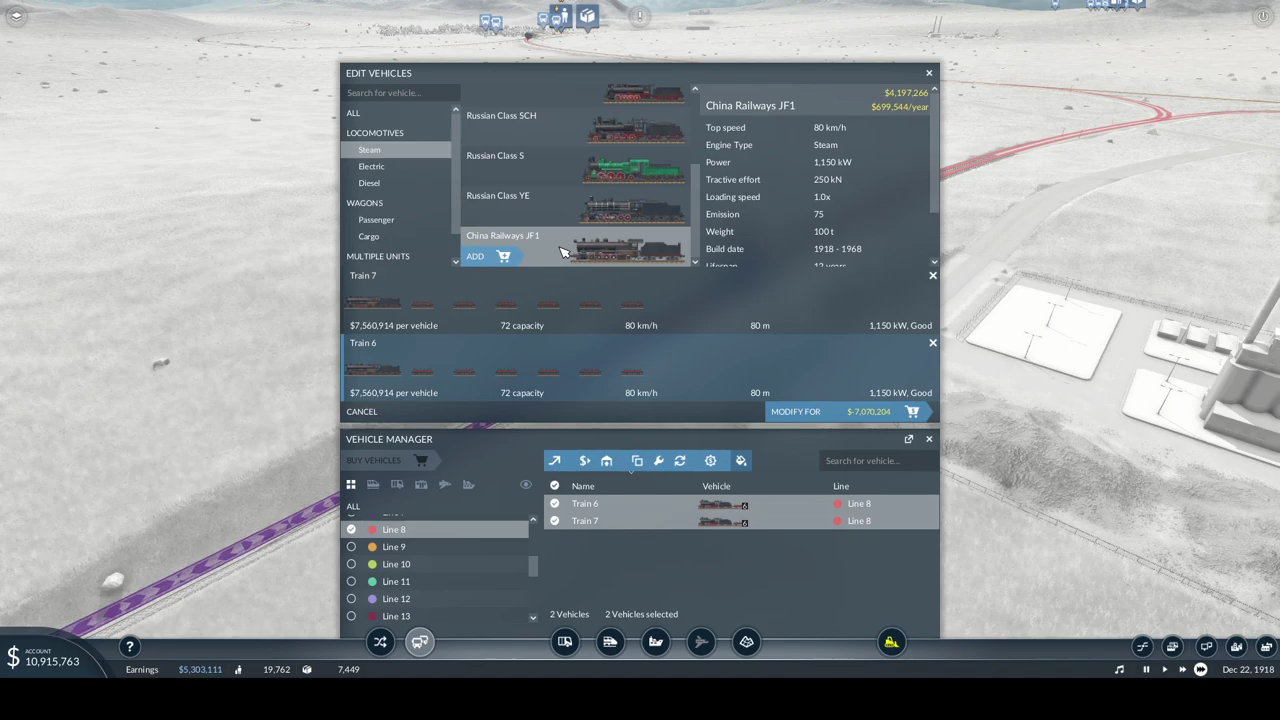 EDIT VEHICLES
Search for vehicle...
ALL
LOCOMOTIVES
Steam
Electric
Diesel
WAGONS
Passenger
Cargo
MULTIPLE UNITS
Russian Class SCH
Russian Class S
Russian Class YE
China Railways JF1
ADD
$4,197,266
China Railways JF1
$699,544/year
Top speed 80 km/h
Engine Type Steam
Power 1,150 kW
Tractive effort 250 kN
Loading speed 1.0x
Emission 75
Weight 100 t
Build date 1918 - 1968
Lifespan 12 years
Train 7
$7,560,914 per vehicle 72 capacity 80 km/h 80 m 1,150 kW, Good
Train 6
$7,560,914 per vehicle 72 capacity 80 km/h 80 m 1,150 kW, Good
CANCEL
MODIFY FOR $-7,070,204
VEHICLE MANAGER
BUY VEHICLES
Search for vehicle...
ALL
Line 8
Line 9
Line 10
Line 11
Line 12
Line 13
Name Vehicle Line
Train 6 6 Line 8
Train 7 6 Line 8
2 Vehicles 2 Vehicles selected
$ ACCOUNT
10,915,763
?
Earnings $5,303,111 19,762 7,449
Dec 22, 1918